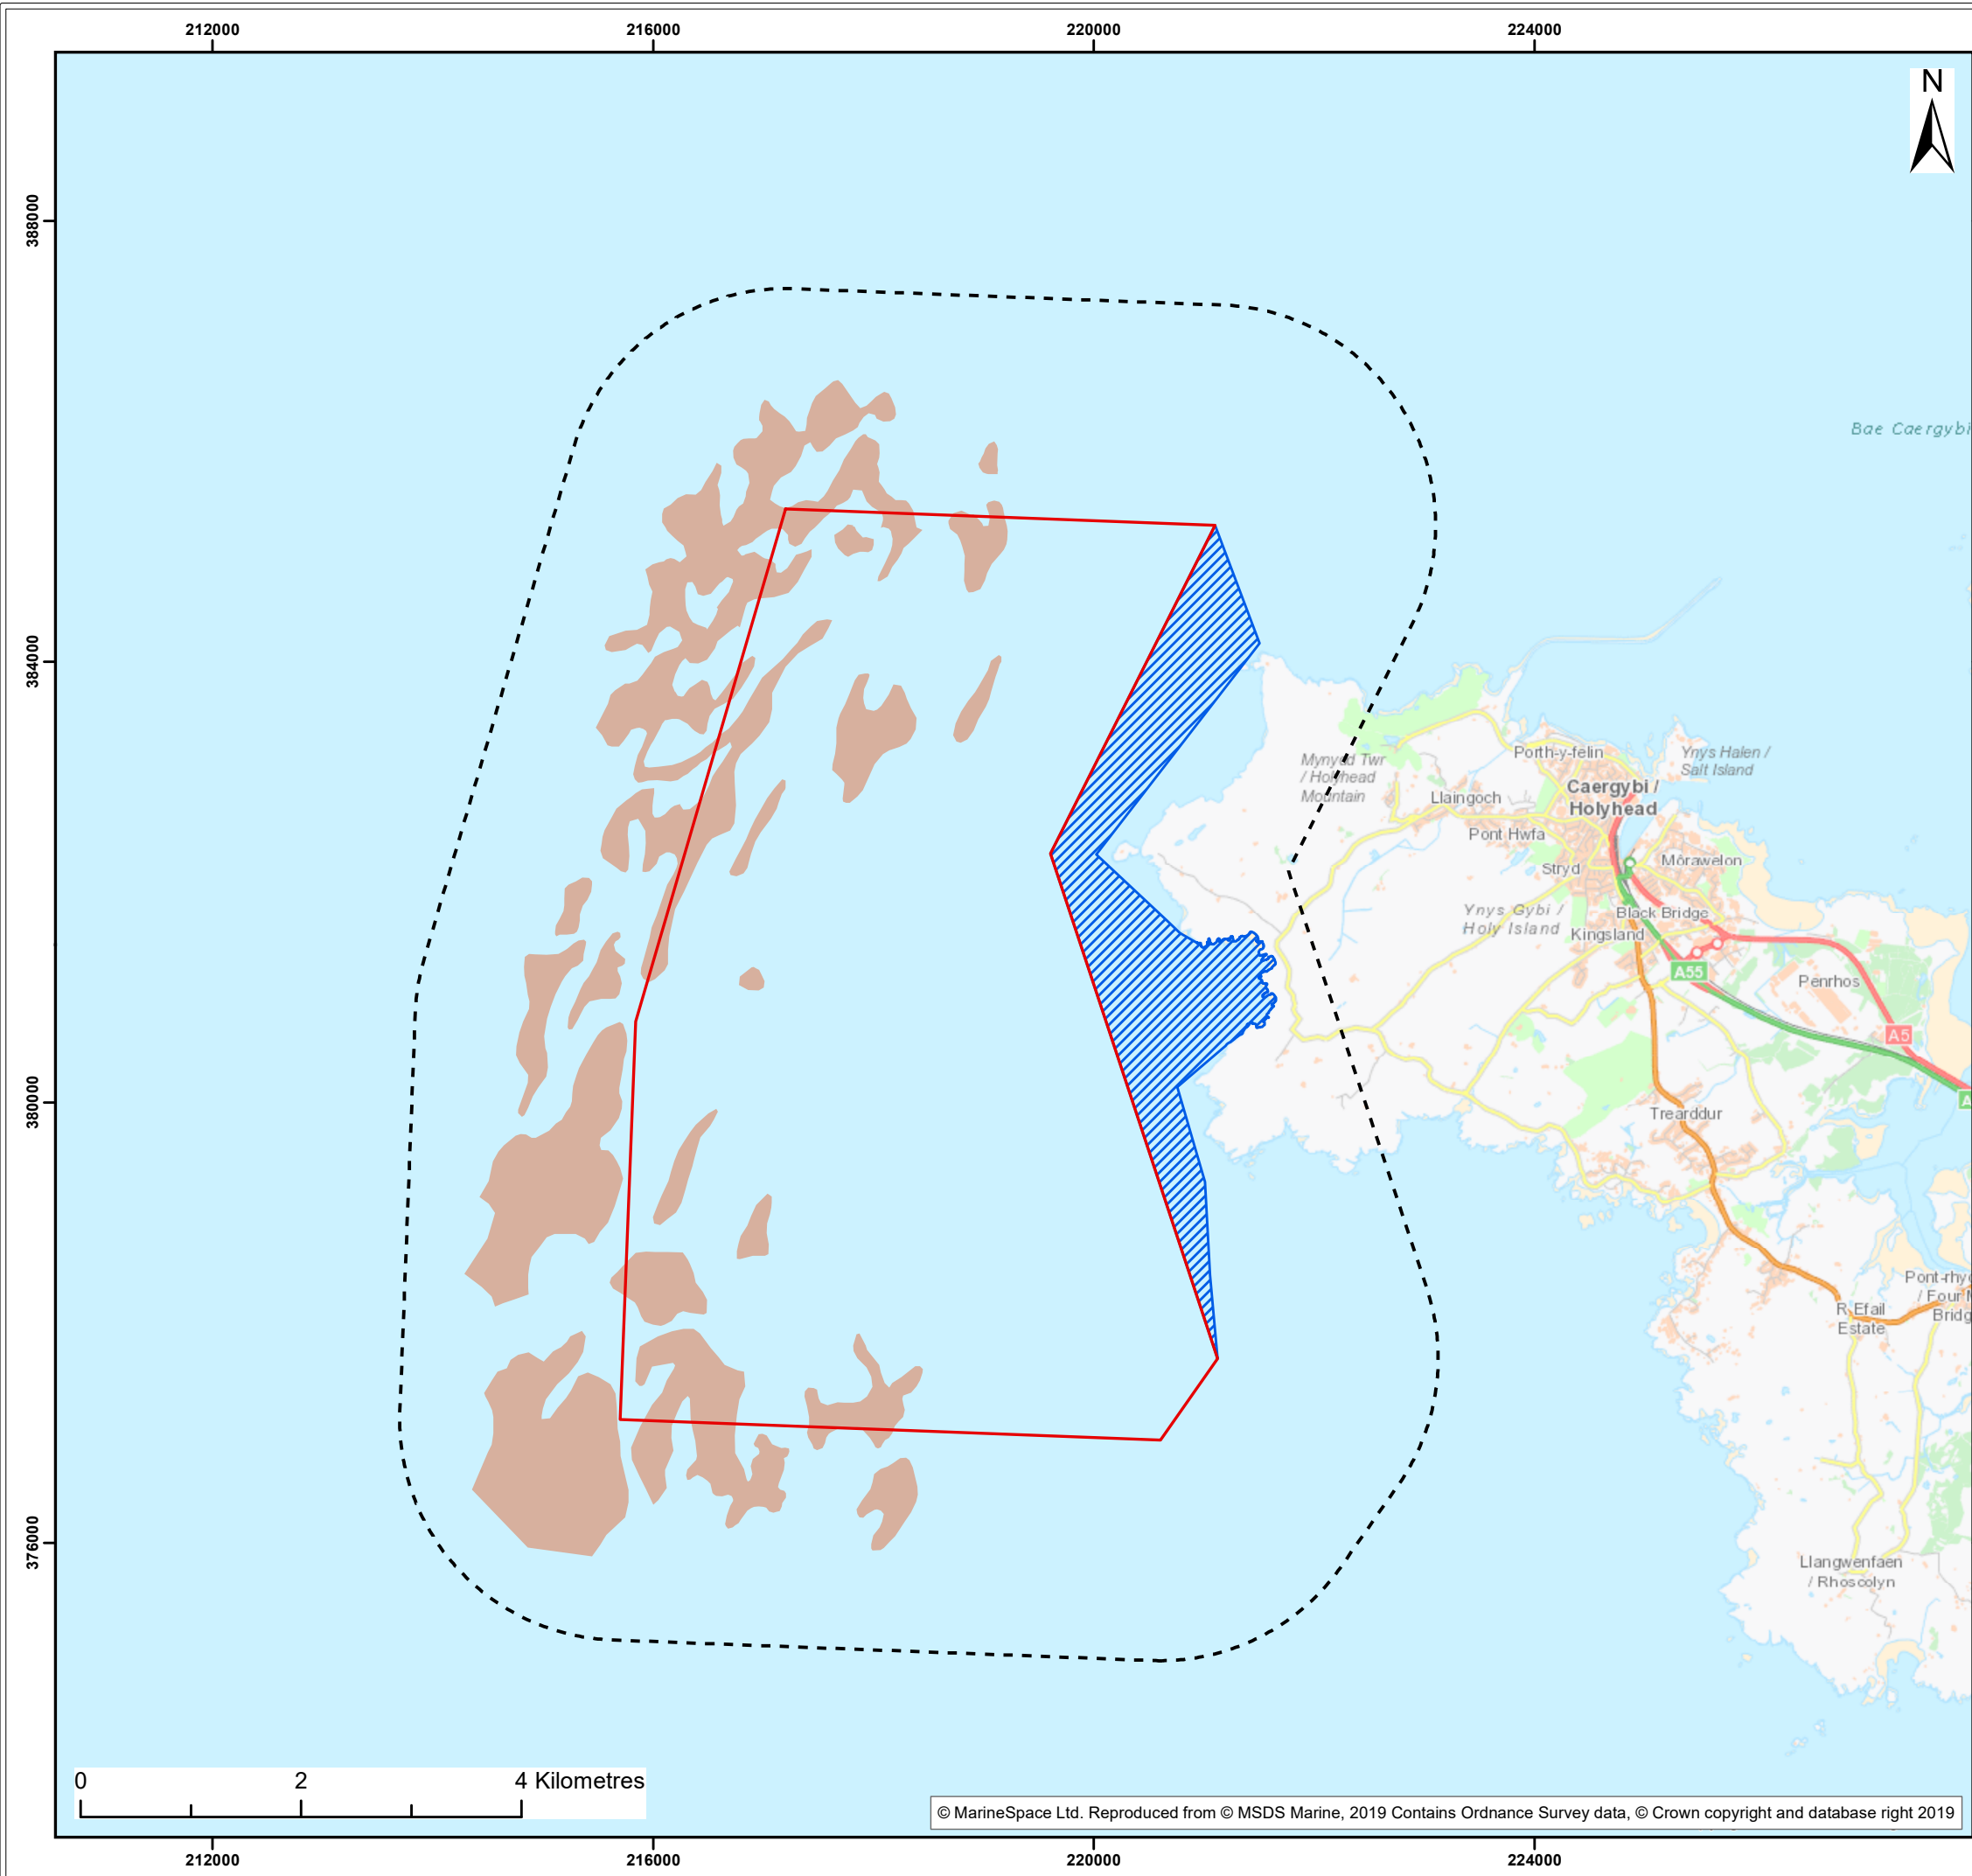 212000
216000
220000
224000
N
388000
384000
380000
376000
Bae Caergybi
Mynydd Twr
/ Holyhead
Mountain
Porth-y-felin
Ynys Halen /
Salt Island
Caergybi /
Holyhead
Llaingoch
Pont Hwfa
Stryd
Môrawelon
Ynys Gybi /
Holy Island
Black Bridge
Kingsland
A55
Penrhos
A5
Trearddur
R Efail
Estate
Llangwenfaen
/ Rhoscolyn
0
2
4 Kilometres
© MarineSpace Ltd. Reproduced from © MSDS Marine, 2019 Contains Ordnance Survey data, © Crown copyright and database right 2019
212000
216000
220000
224000